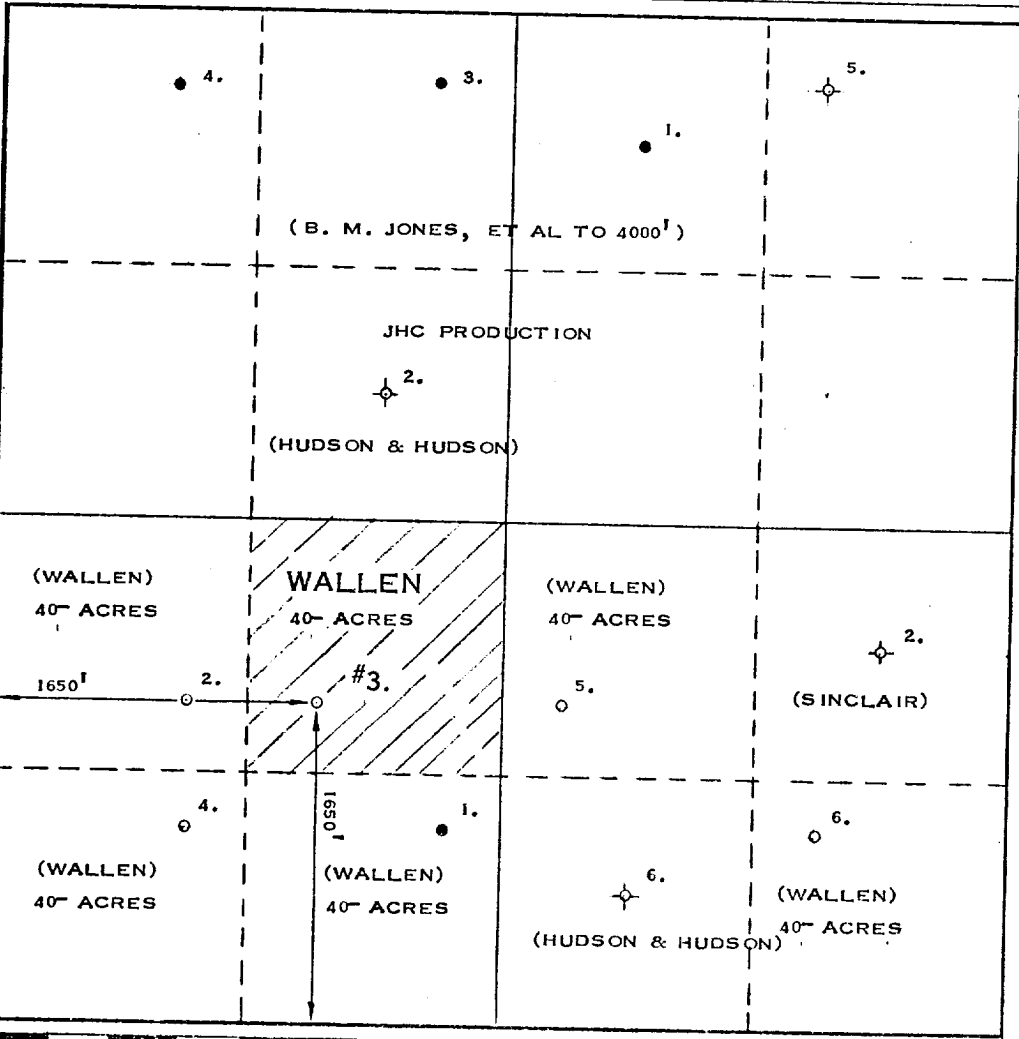 4.
3.
5.
1.
(B. M. JONES, ET AL TO 4000')
JHC PRODUCTION
2.
(HUDSON & HUDSON)
(WALLEN)
40- ACRES
WALLEN
40- ACRES
(WALLEN)
40- ACRES
2.
(SINCLAIR)
1650'
2.
#3.
5.
4.
1650'
1.
6.
(WALLEN)
40- ACRES
(WALLEN)
40- ACRES
6.
(HUDSON & HUDSON)
(WALLEN)
40- ACRES